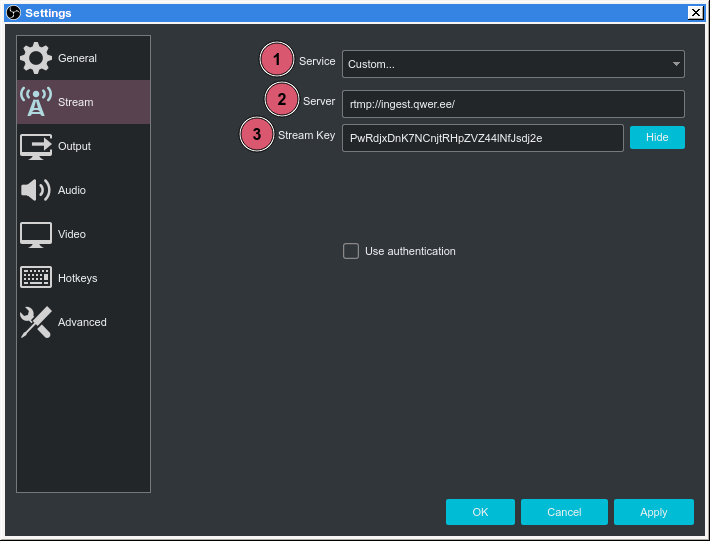 Settings
General
Stream
Output
Audio
Video
Hotkeys
Advanced
1 Service Custom...
2 Server rtmp://ingest.qwer.ee/
3 Stream Key PwRdjxDnK7NCnjtRHpZVZ44lNfJsdj2e Hide
Use authentication
OK Cancel Apply